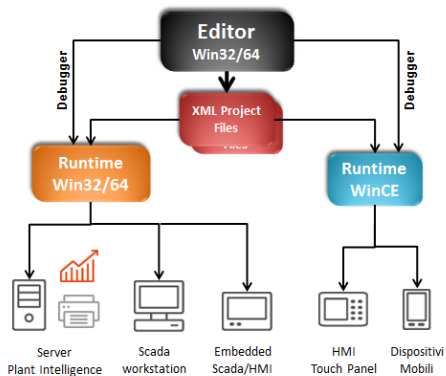 Editor
Win32/64
Debugger
Debugger
XML Project
Files
Files
Runtime
Win32/64
Runtime
WinCE
Server
Plant Intelligence
Scada
workstation
Embedded
Scada/HMI
HMI
Touch Panel
Dispositivi
Mobili